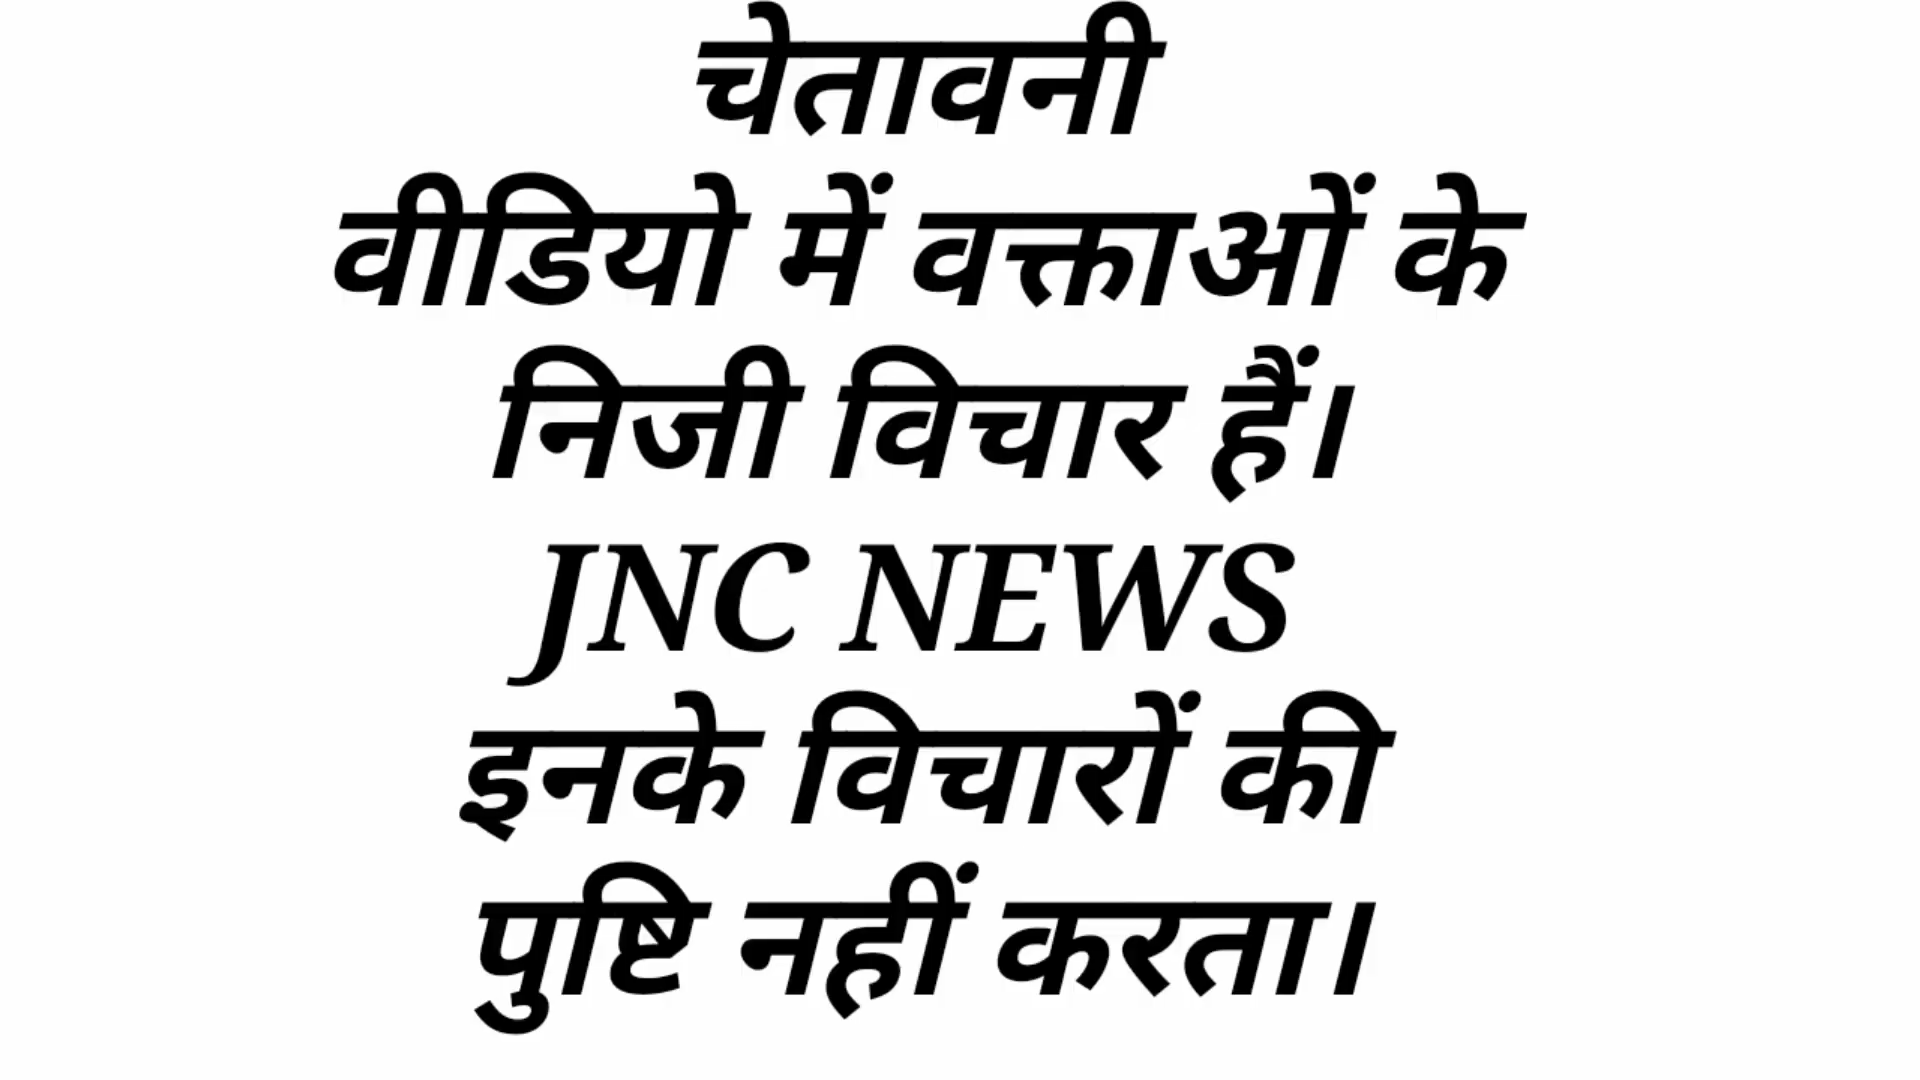 चेतावनी
वीडियो में वक्ताओं के
निजी विचार हैं।
JNC NEWS
इनके विचारों की
पुष्टि नहीं करता।